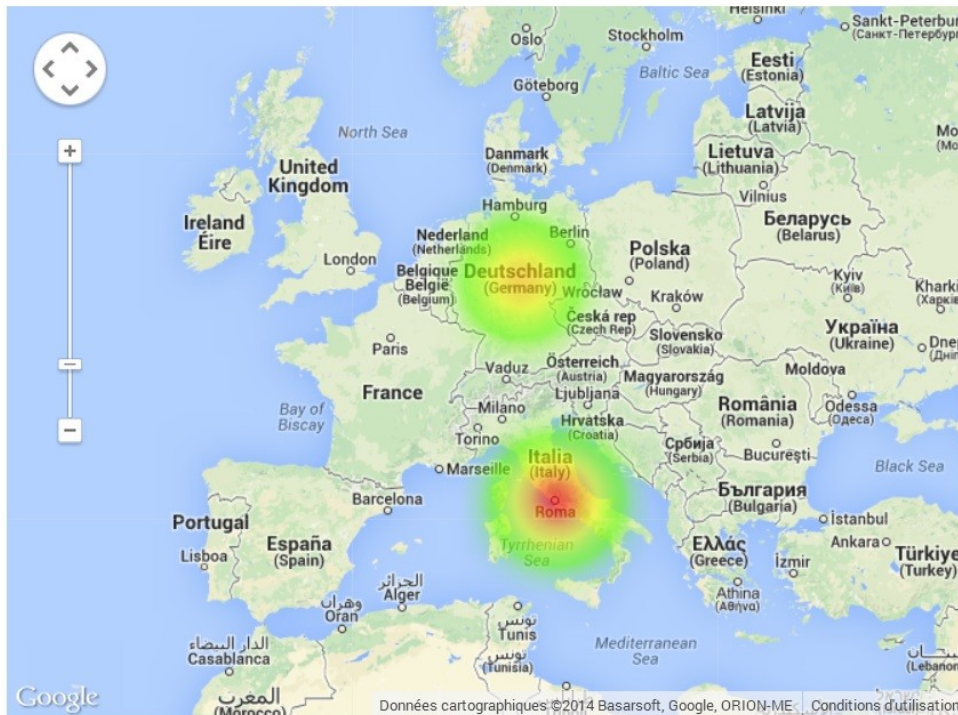 Helsinki
Sankt-Peterbur
(Санкт-Петербург
Oslo
Stockholm
Eesti
(Estonia)
Baltic Sea
Göteborg
Latvija
(Latvia)
North Sea
Danmark
(Denmark)
Lietuva
(Lithuania)
Vilnius
United
Kingdom
Hamburg
Беларусь
(Belarus)
Ireland
Éire
Nederland
(Netherlands)
Berlin
Polska
(Poland)
London
Belgique
België
(Belgium)
Deutschland
(Germany)
Wrocław
Kraków
Kyiv
(Київ)
Kharki
(Харків
Česká rep
(Czech Rep)
Slovensko
(Slovakia)
Україна
(Ukraine)
Dnep
(Дніп
Paris
Vaduz
Österreich
(Austria)
Magyarország
(Hungary)
Moldova
France
Ljubljana
Milano
Hrvatska
(Croatia)
România
(Romania)
Odessa
(Одеса)
Bay of
Biscay
Torino
Србија
(Serbia)
București
Italia
(Italy)
Marseille
Black Sea
Barcelona
Roma
България
(Bulgaria)
Portugal
Lisboa
España
(Spain)
Tyrrhenian
Sea
Ελλάς
(Greece)
İstanbul
Ankara
İzmir
Türkiye
(Turkey)
الجزائر
Alger
وهران
Oran
Athina
(Αθήνα)
تونس
Tunis
تونس
(Tunisia)
Mediterranean
Sea
الدار البيضاء
Casablanca
المغرب
(Morocco)
(Lebanon
Google
Données cartographiques ©2014 Basarsoft, Google, ORION-ME
Conditions d'utilisation